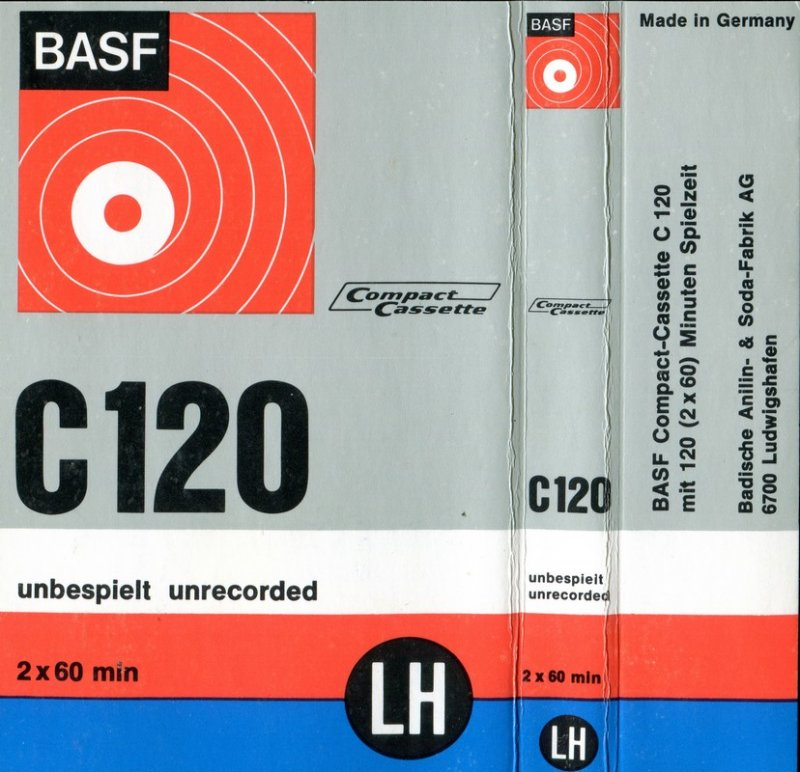 BASF
Compact
Cassette
C120
unbespielt unrecorded
2 x 60 min
LH
BASF
Compact
Cassette
C120
unbespielt
unrecorded
2 x 60 min
LH
Made in Germany
BASF Compact-Cassette C 120
mit 120 (2 x 60) Minuten Spielzeit
Badische Anilin- & Soda-Fabrik AG
6700 Ludwigshafen